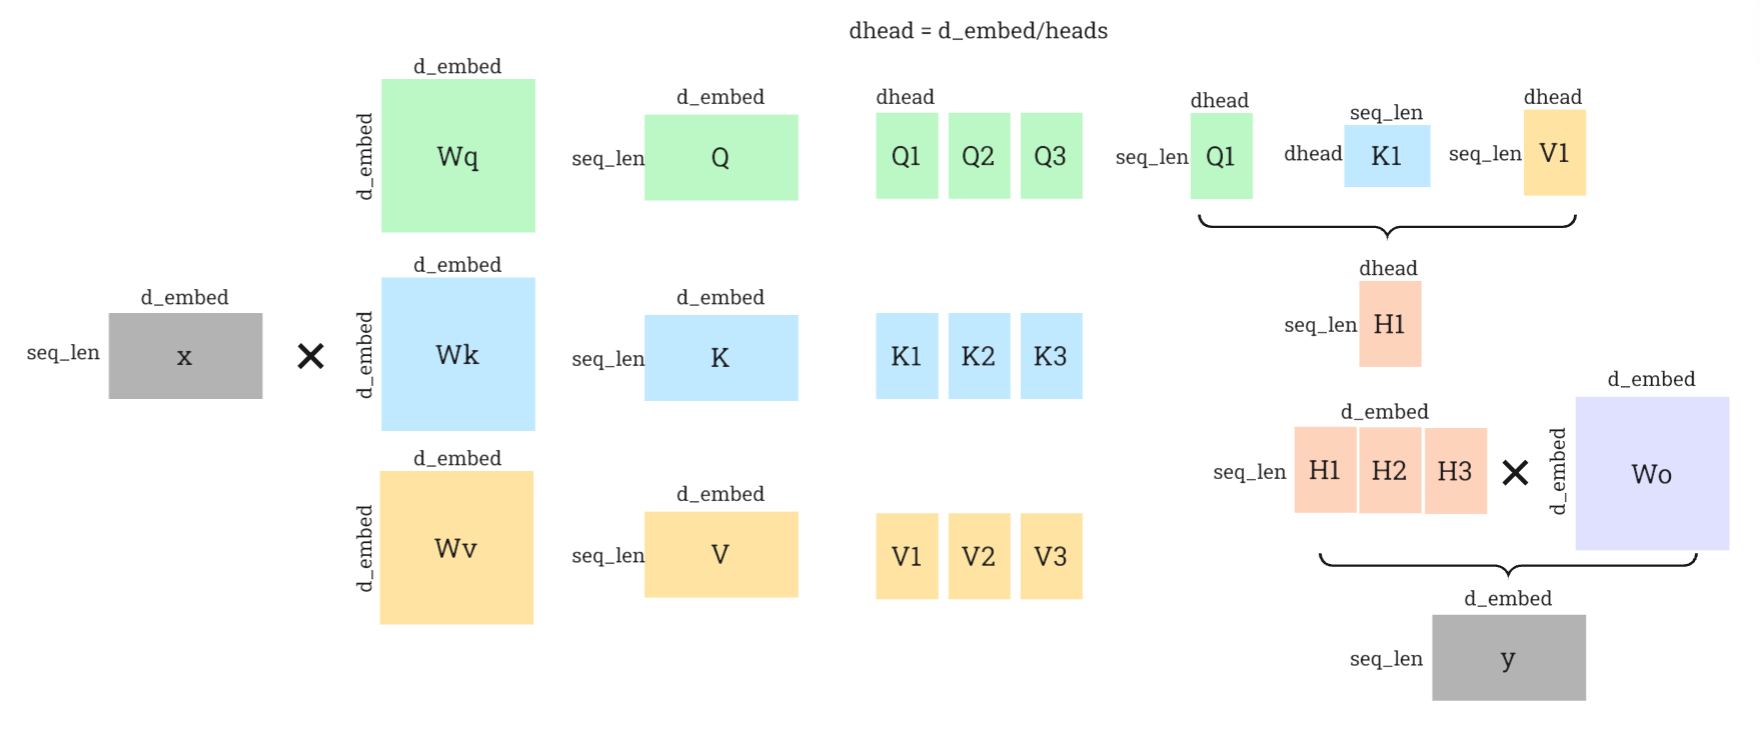 dhead = d_embed/heads
d_embed
d_embed
Wq
d_embed
seq_len
Q
dhead
Q1
Q2
Q3
dhead
seq_len
Q1
seq_len
dhead
K1
dhead
seq_len
V1
d_embed
seq_len
x
d_embed
d_embed
Wk
d_embed
seq_len
K
K1
K2
K3
dhead
seq_len
H1
d_embed
d_embed
Wv
d_embed
seq_len
V
V1
V2
V3
d_embed
seq_len
H1
H2
H3
d_embed
d_embed
Wo
d_embed
seq_len
y